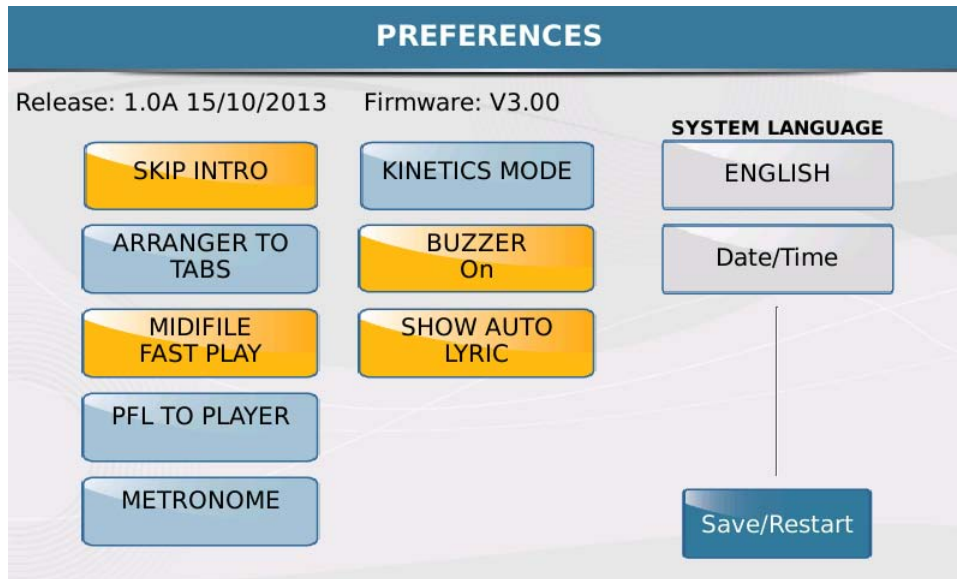 PREFERENCES
Release: 1.0A 15/10/2013 Firmware: V3.00
SYSTEM LANGUAGE
SKIP INTRO
KINETICS MODE
ENGLISH
ARRANGER TO
TABS
BUZZER
On
Date/Time
MIDIFILE
FAST PLAY
SHOW AUTO
LYRIC
PFL TO PLAYER
METRONOME
Save/Restart